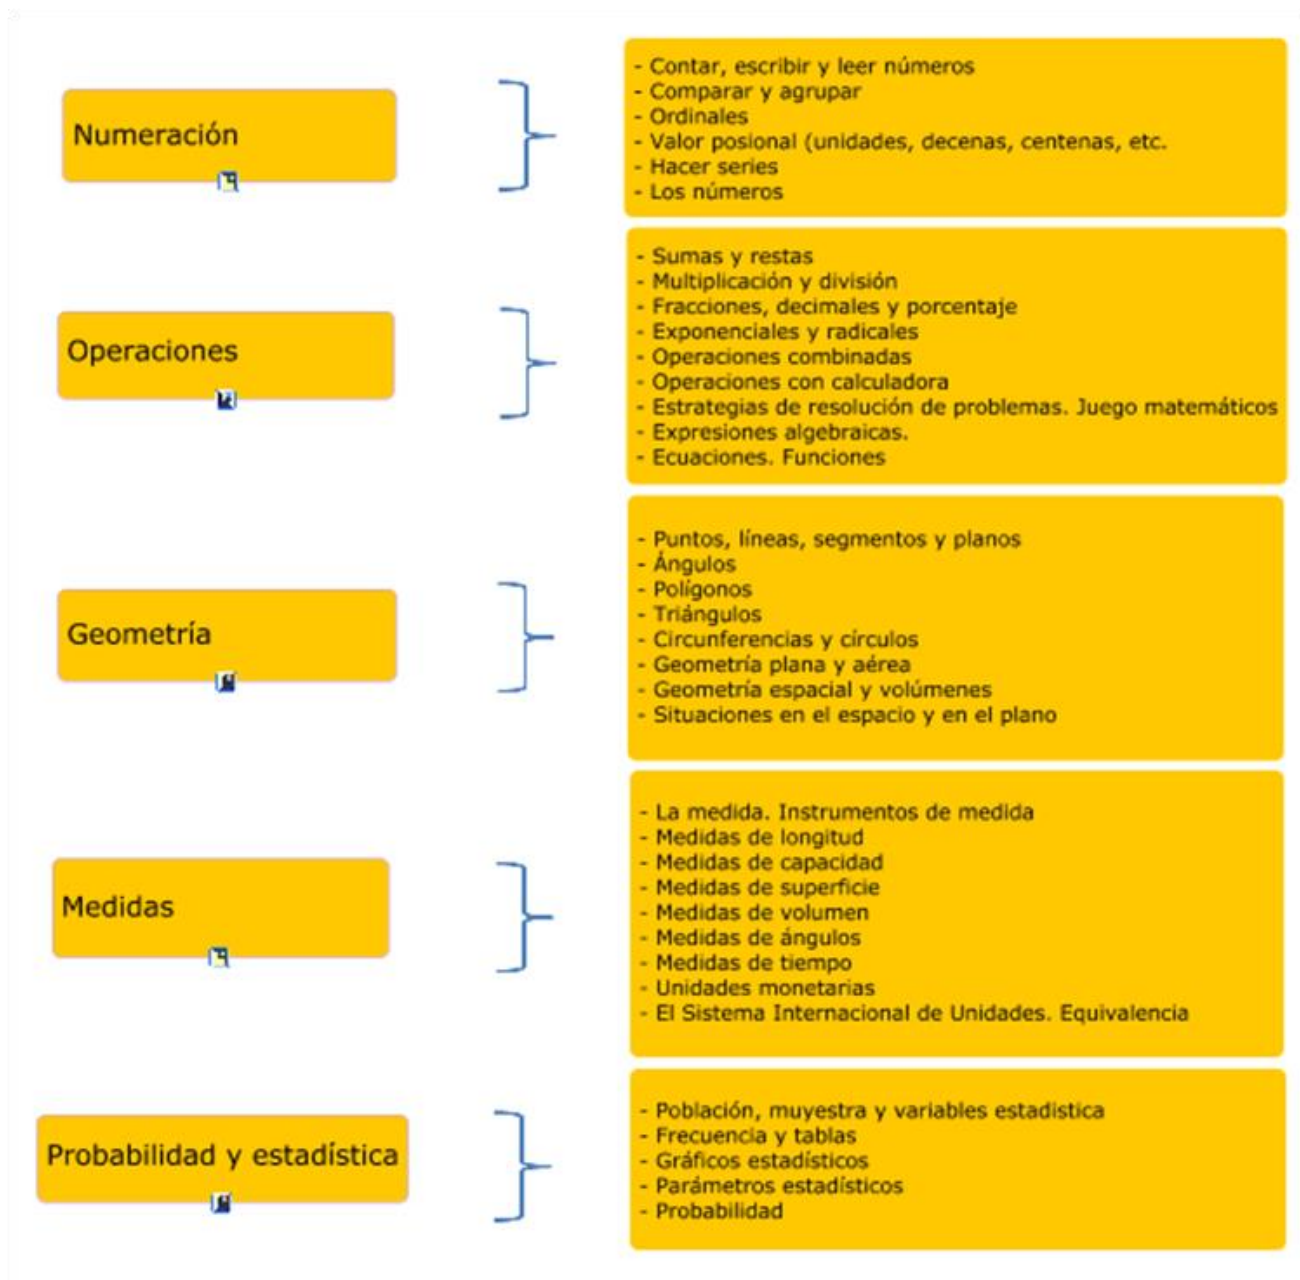 Numeración
- Contar, escribir y leer números
- Comparar y agrupar
- Ordinales
- Valor posional (unidades, decenas, centenas, etc.
- Hacer series
- Los números
Operaciones
- Sumas y restas
- Multiplicación y división
- Fracciones, decimales y porcentaje
- Exponenciales y radicales
- Operaciones combinadas
- Operaciones con calculadora
- Estrategias de resolución de problemas. Juego matemáticos
- Expresiones algebraicas.
- Ecuaciones. Funciones
Geometría
- Puntos, líneas, segmentos y planos
- Ángulos
- Polígonos
- Triángulos
- Circunferencias y círculos
- Geometría plana y aérea
- Geometría espacial y volúmenes
- Situaciones en el espacio y en el plano
Medidas
- La medida. Instrumentos de medida
- Medidas de longitud
- Medidas de capacidad
- Medidas de superficie
- Medidas de volumen
- Medidas de ángulos
- Medidas de tiempo
- Unidades monetarias
- El Sistema Internacional de Unidades. Equivalencia
Probabilidad y estadística
- Población, muyestra y variables estadistica
- Frecuencia y tablas
- Gráficos estadísticos
- Parámetros estadísticos
- Probabilidad